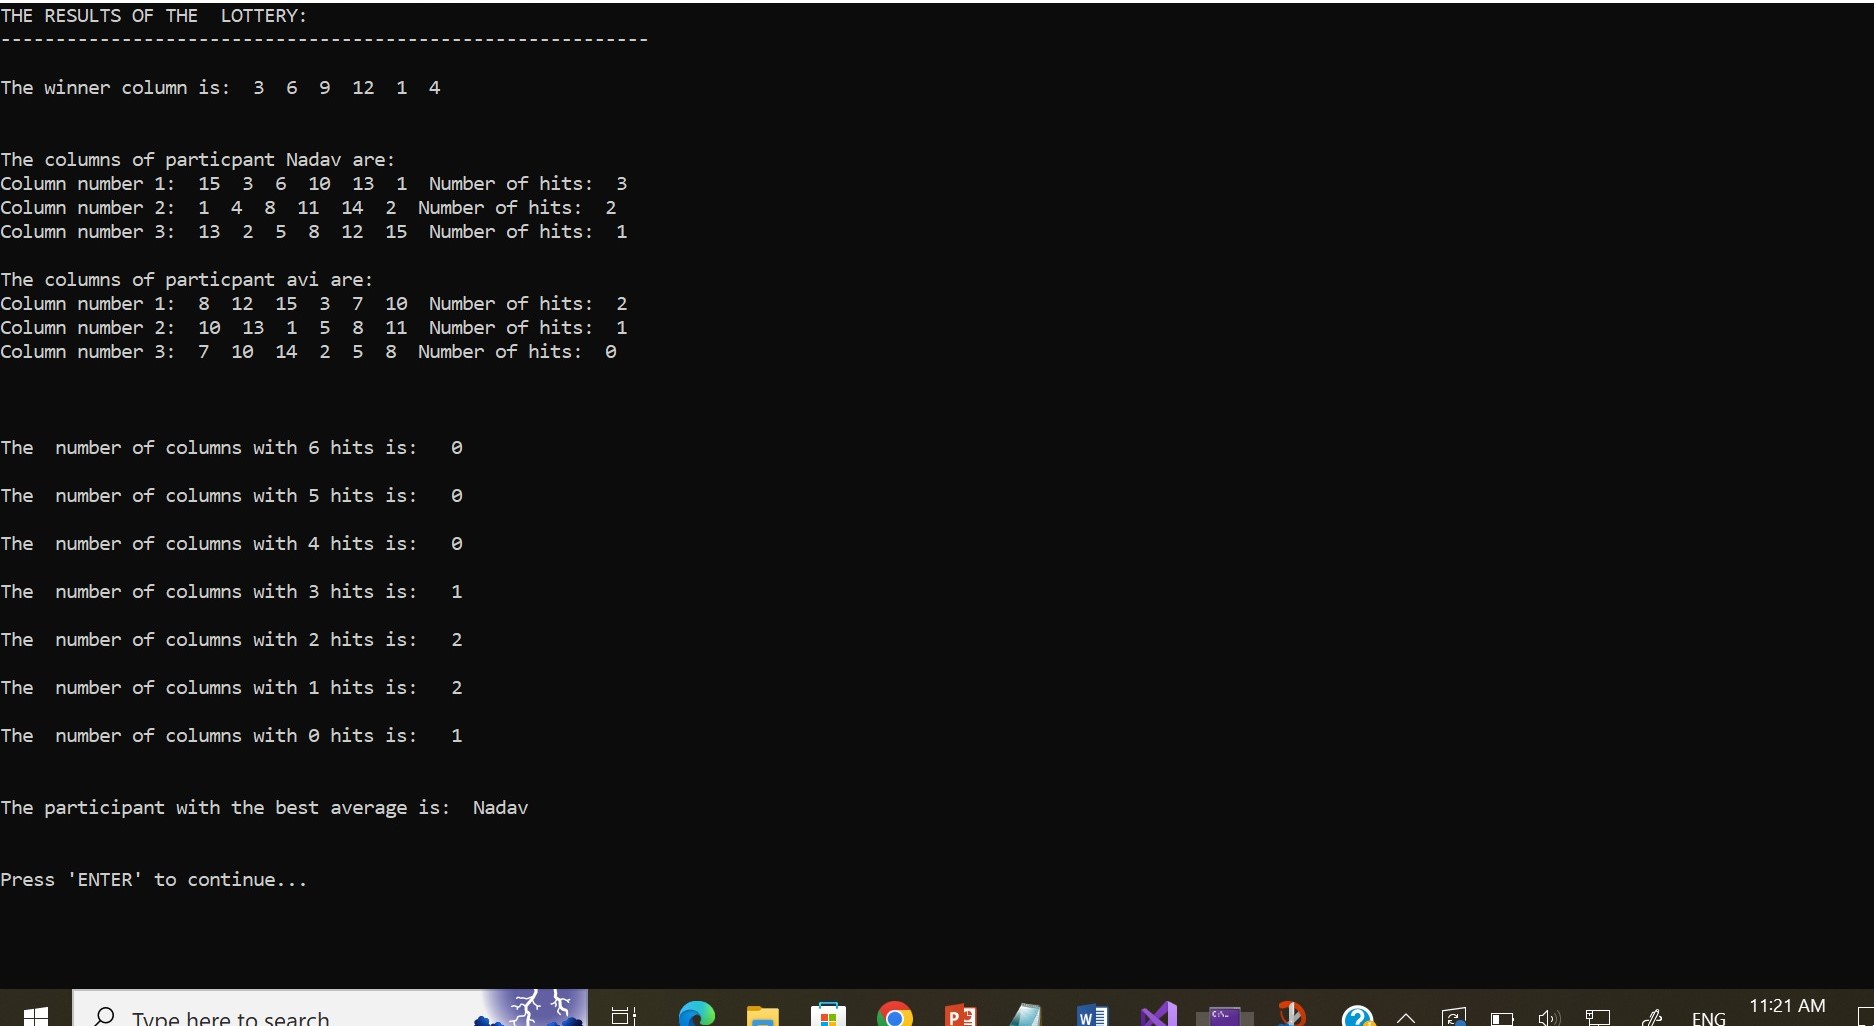 THE RESULTS OF THE  LOTTERY:
-----------------------------------------------------------
The winner column is:  3  6  9  12  1  4
The columns of particpant Nadav are:
Column number 1:  15  3  6  10  13  1  Number of hits:  3
Column number 2:  1  4  8  11  14  2  Number of hits:  2
Column number 3:  13  2  5  8  12  15  Number of hits:  1
The columns of particpant avi are:
Column number 1:  8  12  15  3  7  10  Number of hits:  2
Column number 2:  10  13  1  5  8  11  Number of hits:  1
Column number 3:  7  10  14  2  5  8  Number of hits:  0
The  number of columns with 6 hits is:   0
The  number of columns with 5 hits is:   0
The  number of columns with 4 hits is:   0
The  number of columns with 3 hits is:   1
The  number of columns with 2 hits is:   2
The  number of columns with 1 hits is:   2
The  number of columns with 0 hits is:   1
The participant with the best average is:  Nadav
Press 'ENTER' to continue...
Type here to search
ENG
11:21 AM